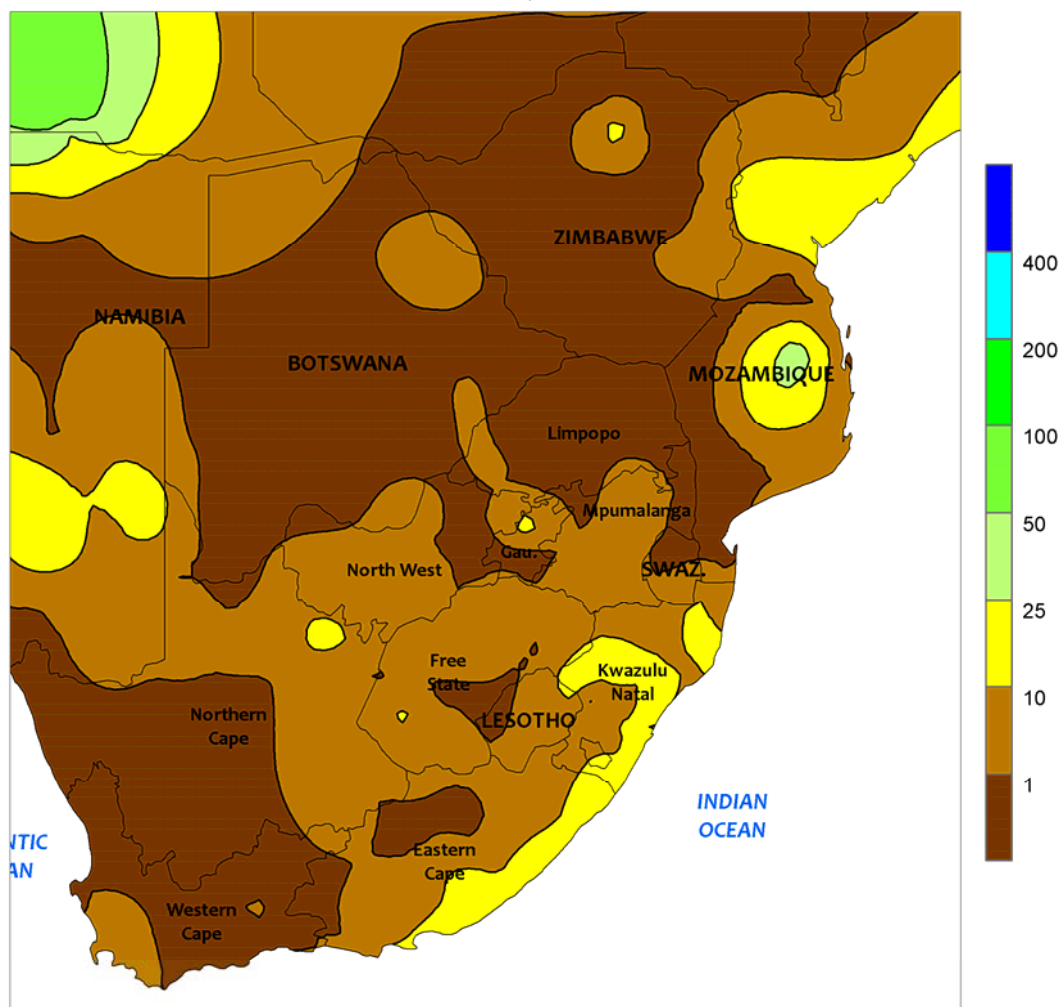 ZIMBABWE
NAMIBIA
BOTSWANA
MOZAMBIQUE
Limpopo
Mpumalanga
Gau.
North West
SWAZ.
Free
State
Kwazulu
Natal
Northern
Cape
LESOTHO
INDIAN
OCEAN
NTIC
AN
Eastern
Cape
Western
Cape
400
200
100
50
25
10
1